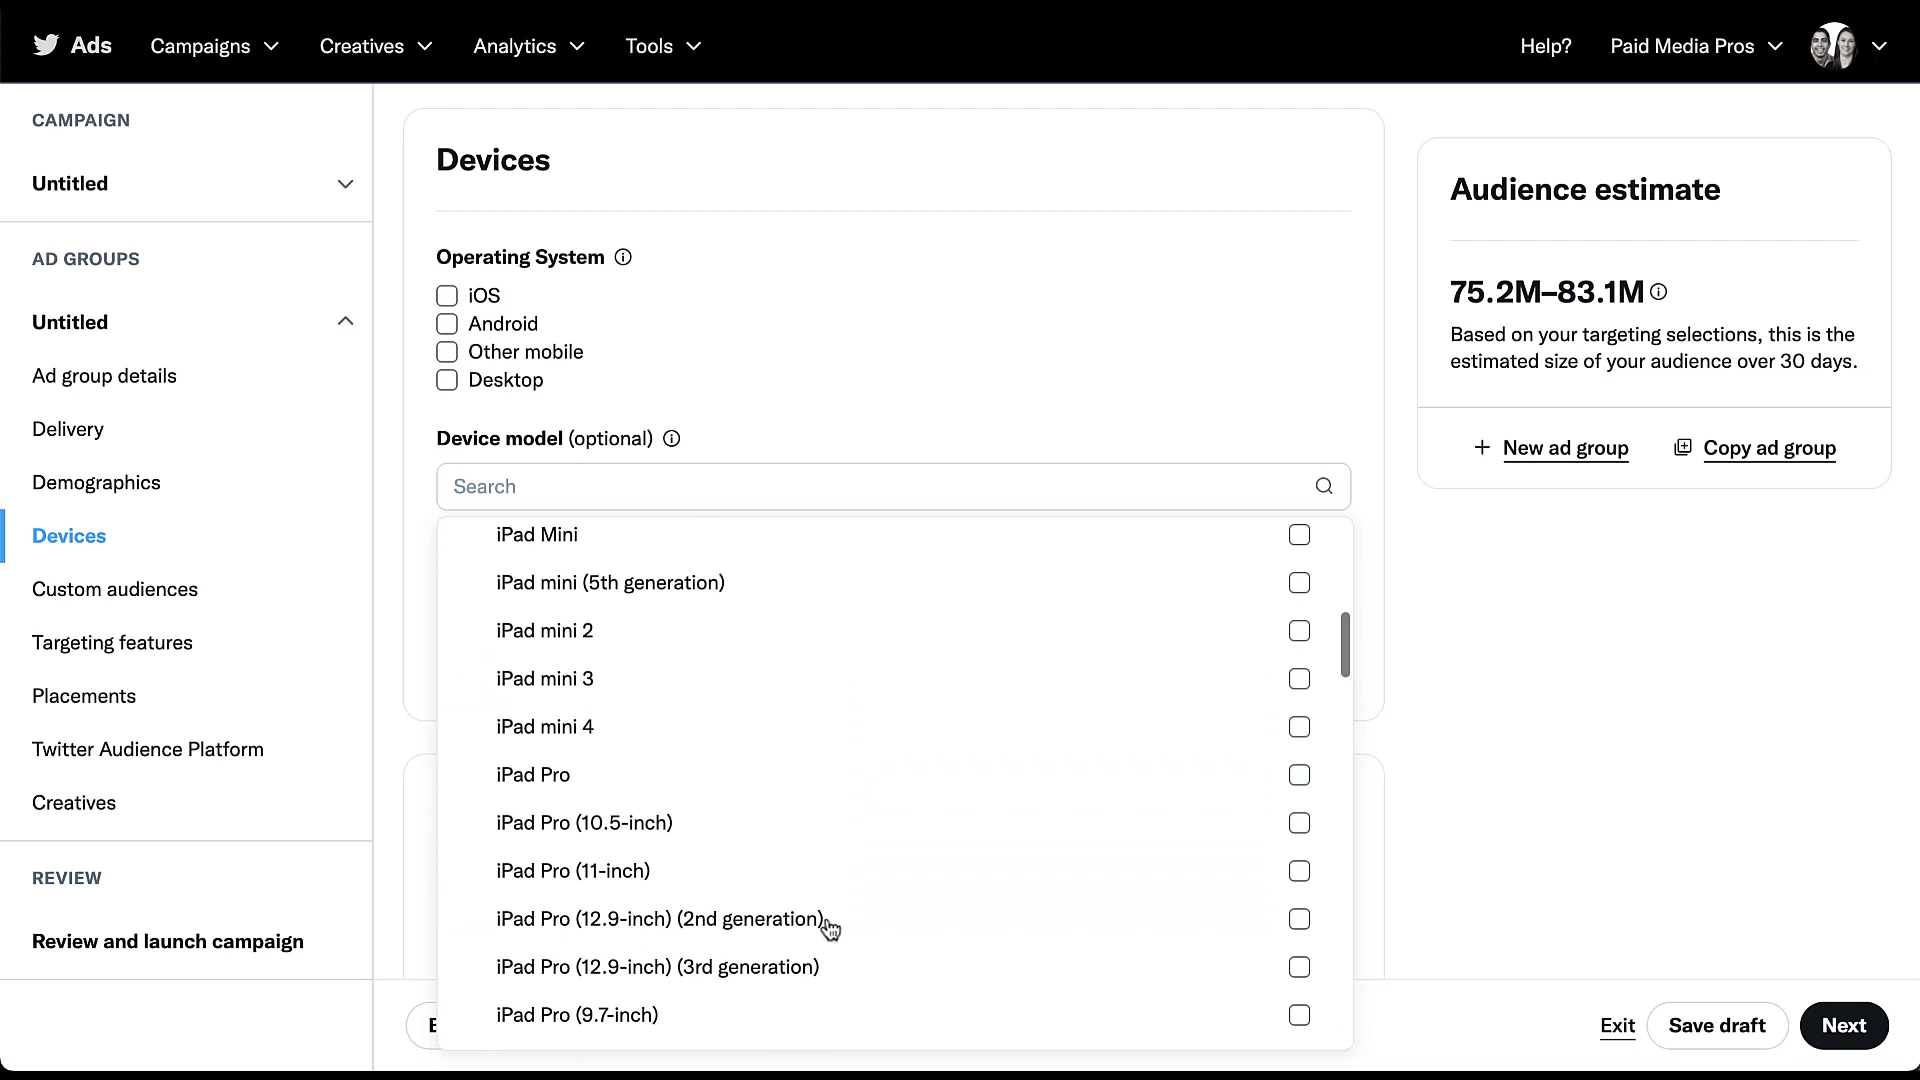 Ads Campaigns Creatives Analytics Tools Help? Paid Media Pros
CAMPAIGN
Untitled
AD GROUPS
Untitled
Ad group details
Delivery
Demographics
Devices
Custom audiences
Targeting features
Placements
Twitter Audience Platform
Creatives
REVIEW
Review and launch campaign
Devices
Operating System
iOS
Android
Other mobile
Desktop
Device model (optional)
Search
iPad Mini
iPad mini (5th generation)
iPad mini 2
iPad mini 3
iPad mini 4
iPad Pro
iPad Pro (10.5-inch)
iPad Pro (11-inch)
iPad Pro (12.9-inch) (2nd generation)
iPad Pro (12.9-inch) (3rd generation)
iPad Pro (9.7-inch)
Audience estimate
75.2M–83.1M
Based on your targeting selections, this is the
estimated size of your audience over 30 days.
New ad group Copy ad group
Exit Save draft Next